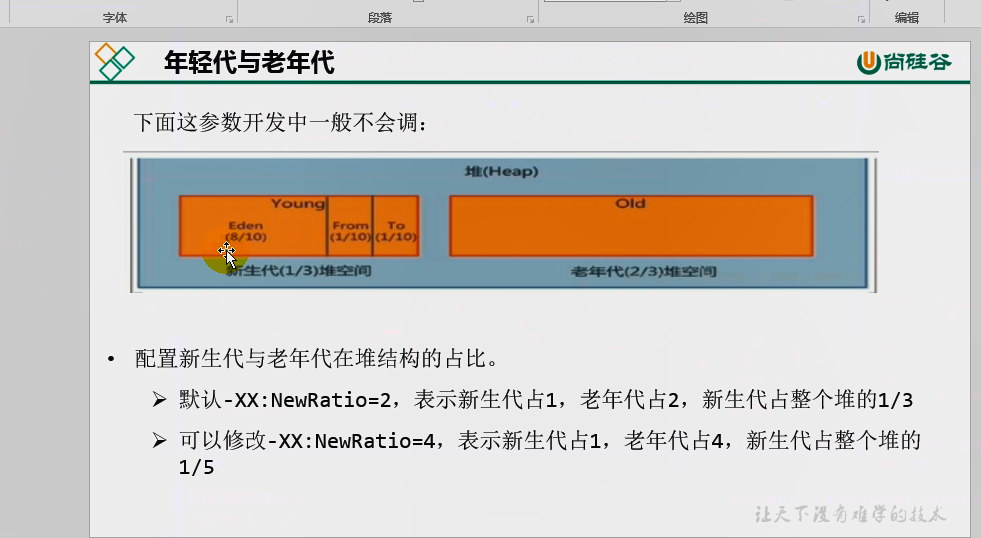 字体 段落 绘图 编辑
年轻代与老年代
尚硅谷
下面这参数开发中一般不会调：
堆(Heap)
Young Old
Eden From To
(8/10) (1/10) (1/10)
新生代(1/3)堆空间 老年代(2/3)堆空间
• 配置新生代与老年代在堆结构的占比。
➢ 默认-XX:NewRatio=2，表示新生代占1，老年代占2，新生代占整个堆的1/3
➢ 可以修改-XX:NewRatio=4，表示新生代占1，老年代占4，新生代占整个堆的
1/5
让天下没有难学的技术